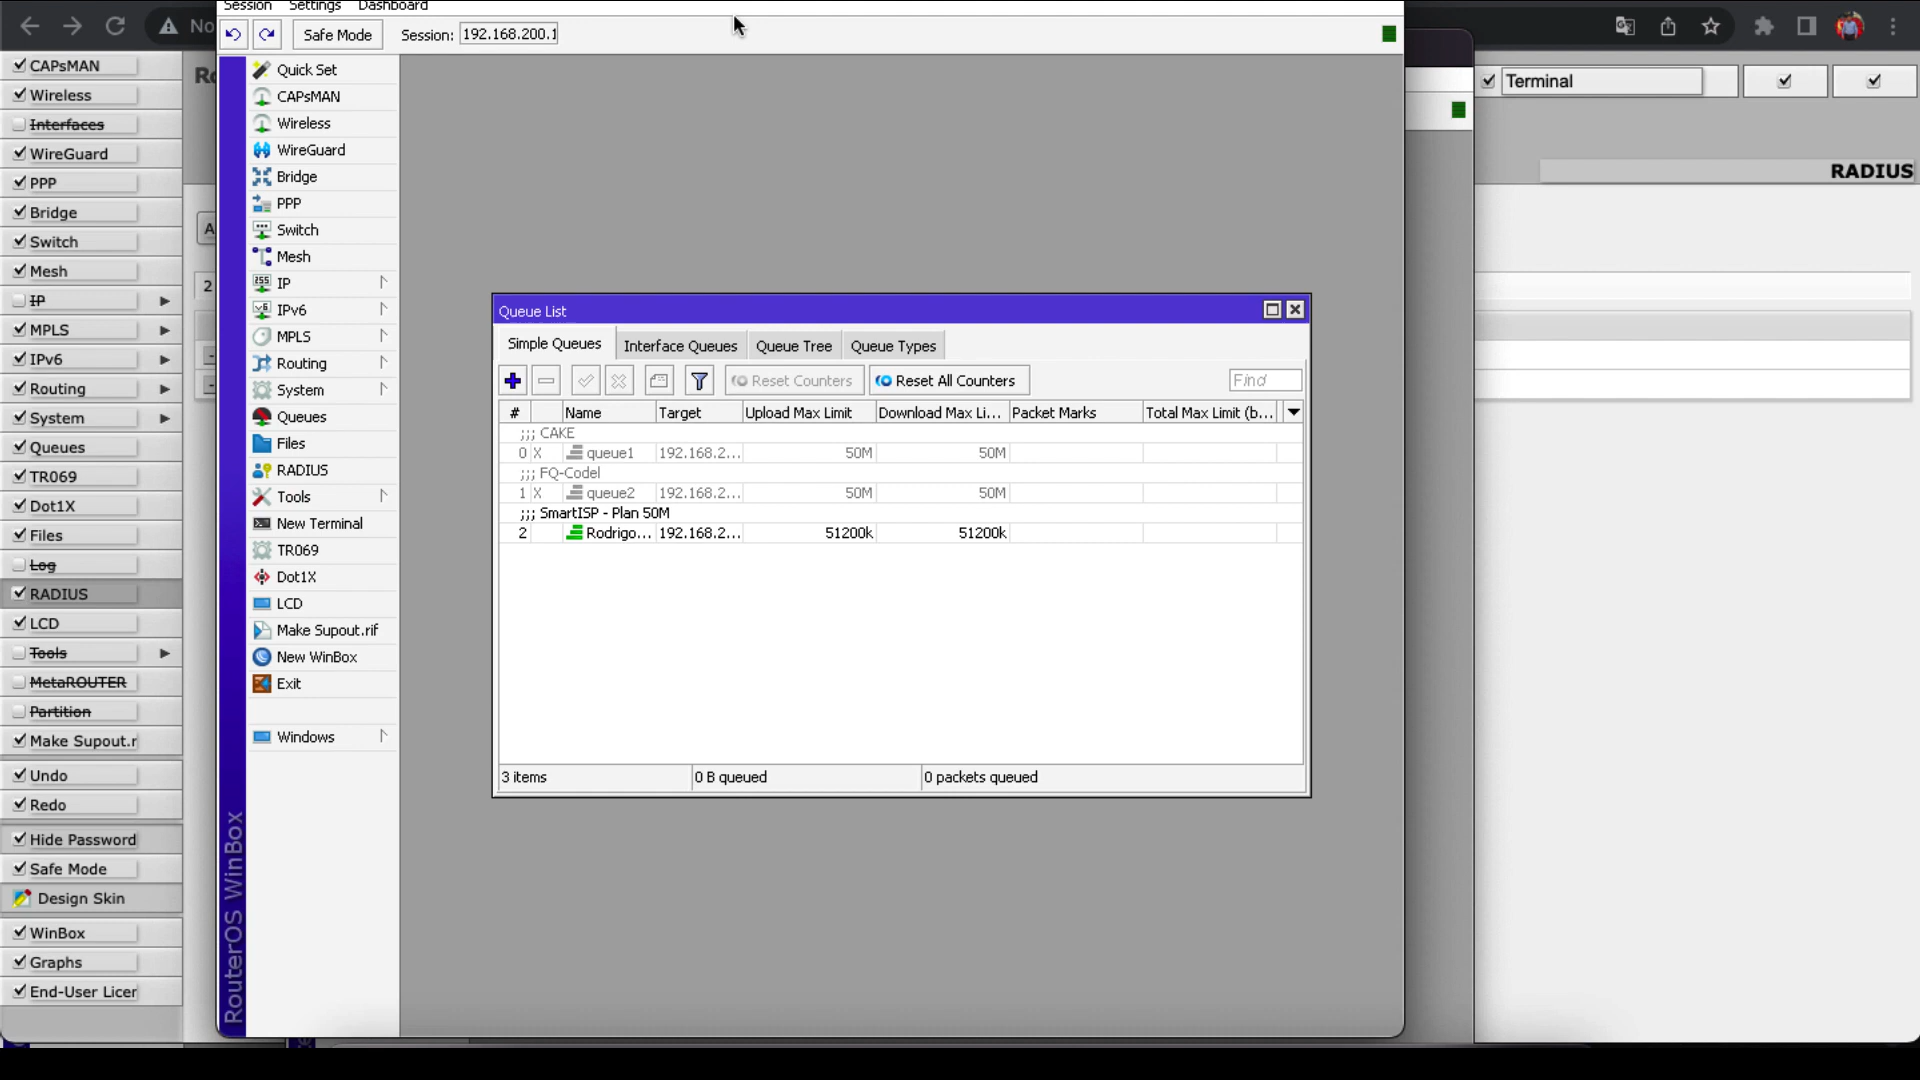 No
Session Settings Dashboard
Safe Mode Session: 192.168.200.1
CAPsMAN
Wireless
Interfaces
WireGuard
PPP
Bridge
Switch
Mesh
IP
MPLS
IPv6
Routing
System
Queues
TR069
Dot1X
Files
Log
RADIUS
LCD
Tools
MetaROUTER
Partition
Make Supout.r
Undo
Redo
Hide Password
Safe Mode
Design Skin
WinBox
Graphs
End-User Licer
2
RouterOS WinBox
Quick Set
CAPsMAN
Wireless
WireGuard
Bridge
PPP
Switch
Mesh
IP
IPv6
MPLS
Routing
System
Queues
Files
RADIUS
Tools
New Terminal
TR069
Dot1X
LCD
Make Supout.rif
New WinBox
Exit
Windows
Queue List
Simple Queues Interface Queues Queue Tree Queue Types
Reset Counters Reset All Counters Find
# Name Target Upload Max Limit Download Max Li... Packet Marks Total Max Limit (b...
;;; CAKE
0 X queue1 192.168.2... 50M 50M
;;; FQ-Codel
1 X queue2 192.168.2... 50M 50M
;;; SmartISP - Plan 50M
2 Rodrigo... 192.168.2... 51200k 51200k
3 items 0 B queued 0 packets queued
Terminal
RADIUS